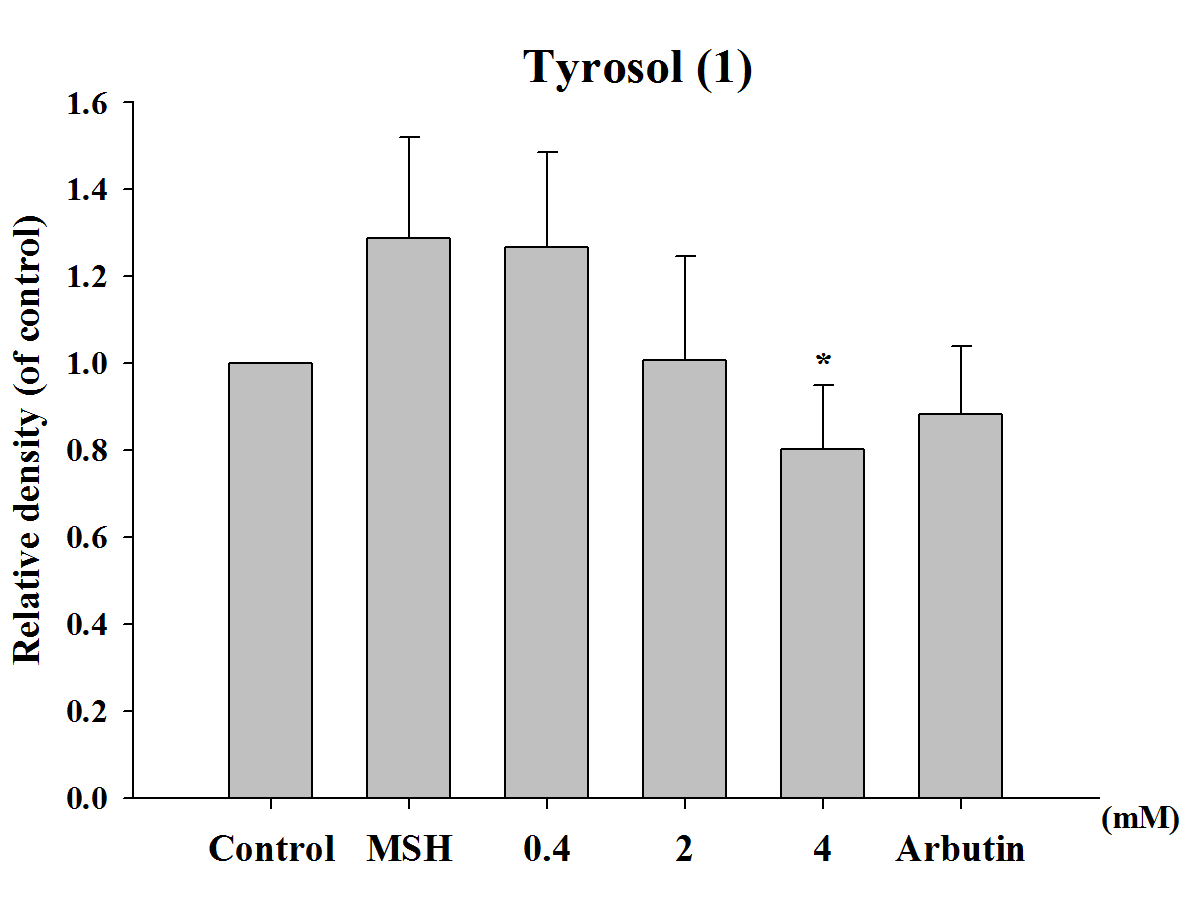 Tyrosol (1)
Relative density (of control)
1.6
1.4
1.2
1.0
0.8
0.6
0.4
0.2
0.0
*
Control MSH 0.4 2 4 Arbutin
(mM)